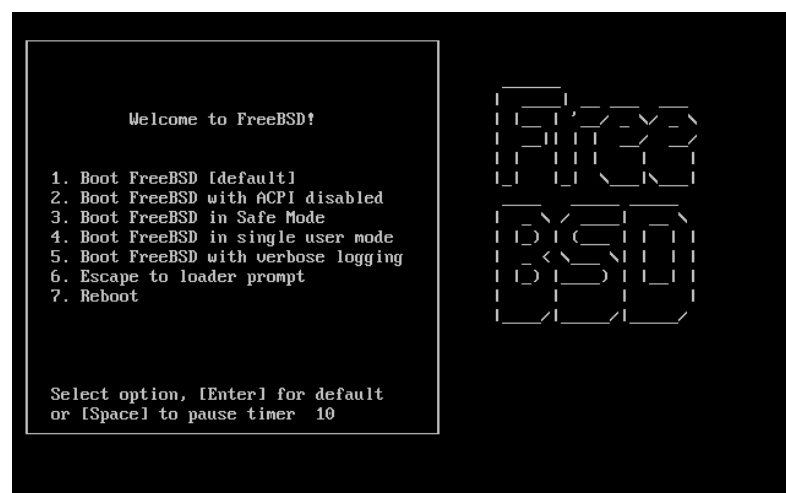 Welcome to FreeBSD!
1. Boot FreeBSD [default]
2. Boot FreeBSD with ACPI disabled
3. Boot FreeBSD in Safe Mode
4. Boot FreeBSD in single user mode
5. Boot FreeBSD with verbose logging
6. Escape to loader prompt
7. Reboot
Select option, [Enter] for default
or [Space] to pause timer 10
Free
BSD